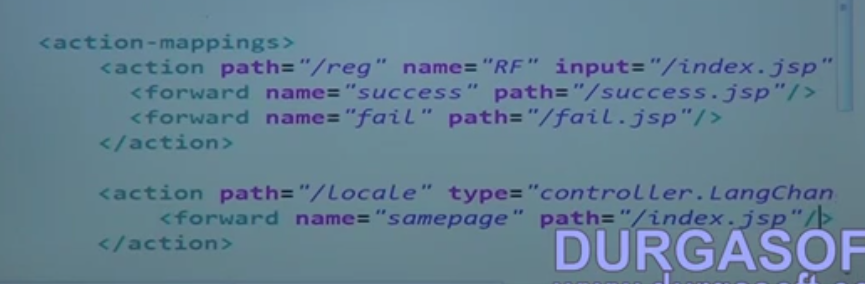 <action-mappings>
<action path="/reg" name="RF" input="/index.jsp"
<forward name="success" path="/success.jsp"/>
<forward name="fail" path="/fail.jsp"/>
</action>
<action path="/Locale" type="controller.LangChan
<forward name="samepage" path="/index.jsp"/>
</action>
DURGASOF